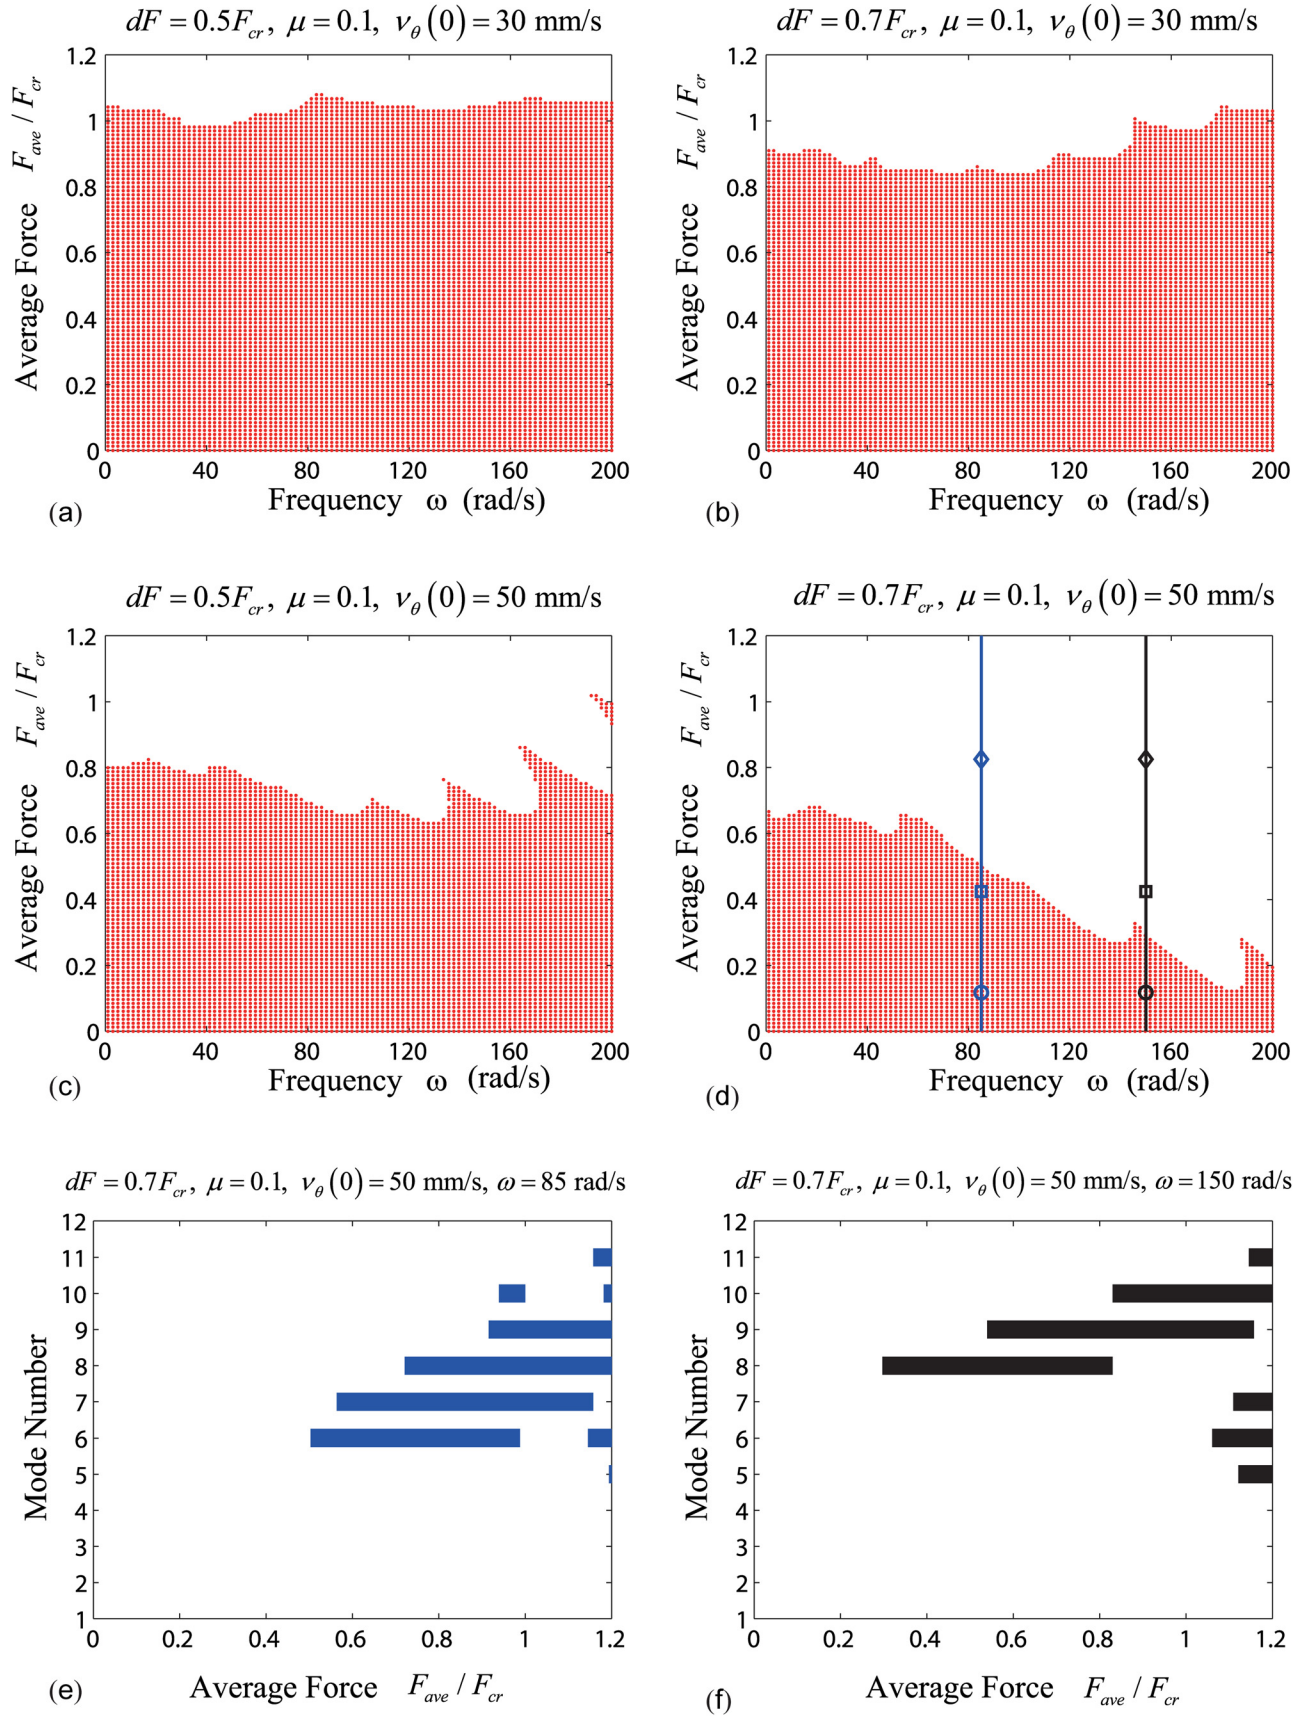 dF = 0.5F_cr, μ = 0.1, ν_θ(0) = 30 mm/s
Average Force F_ave / F_cr
1.2
1
0.8
0.6
0.4
0.2
0
0 40 80 120 160 200
Frequency ω (rad/s)
(a)
dF = 0.7F_cr, μ = 0.1, ν_θ(0) = 30 mm/s
Average Force F_ave / F_cr
1.2
1
0.8
0.6
0.4
0.2
0
0 40 80 120 160 200
Frequency ω (rad/s)
(b)
dF = 0.5F_cr, μ = 0.1, ν_θ(0) = 50 mm/s
Average Force F_ave / F_cr
1.2
1
0.8
0.6
0.4
0.2
0
0 40 80 120 160 200
Frequency ω (rad/s)
(c)
dF = 0.7F_cr, μ = 0.1, ν_θ(0) = 50 mm/s
Average Force F_ave / F_cr
1.2
1
0.8
0.6
0.4
0.2
0
0 40 80 120 160 200
Frequency ω (rad/s)
(d)
dF = 0.7F_cr, μ = 0.1, ν_θ(0) = 50 mm/s, ω = 85 rad/s
Mode Number
12
11
10
9
8
7
6
5
4
3
2
1
0 0.2 0.4 0.6 0.8 1 1.2
Average Force F_ave / F_cr
(e)
dF = 0.7F_cr, μ = 0.1, ν_θ(0) = 50 mm/s, ω = 150 rad/s
Mode Number
12
11
10
9
8
7
6
5
4
3
2
1
0 0.2 0.4 0.6 0.8 1 1.2
Average Force F_ave / F_cr
(f)